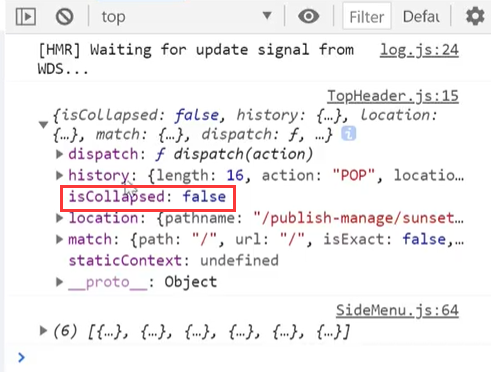 top Filter Defau
[HMR] Waiting for update signal from log.js:24
WDS...
TopHeader.js:15
{isCollapsed: false, history: {…}, location:
{…}, match: {…}, dispatch: ƒ, …}
dispatch: ƒ dispatch(action)
history: {length: 16, action: "POP", locatio…
isCollapsed: false
location: {pathname: "/publish-manage/sunset…
match: {path: "/", url: "/", isExact: false,…
staticContext: undefined
__proto__: Object
SideMenu.js:64
(6) [{…}, {…}, {…}, {…}, {…}, {…}]